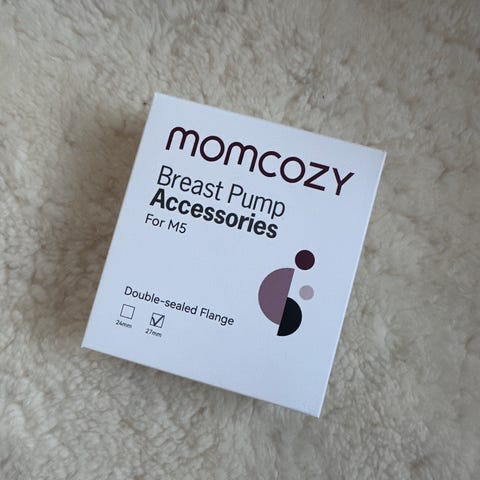 momcozy
Breast Pump
Accessories
For M5
Double-sealed Flange
24mm 27mm